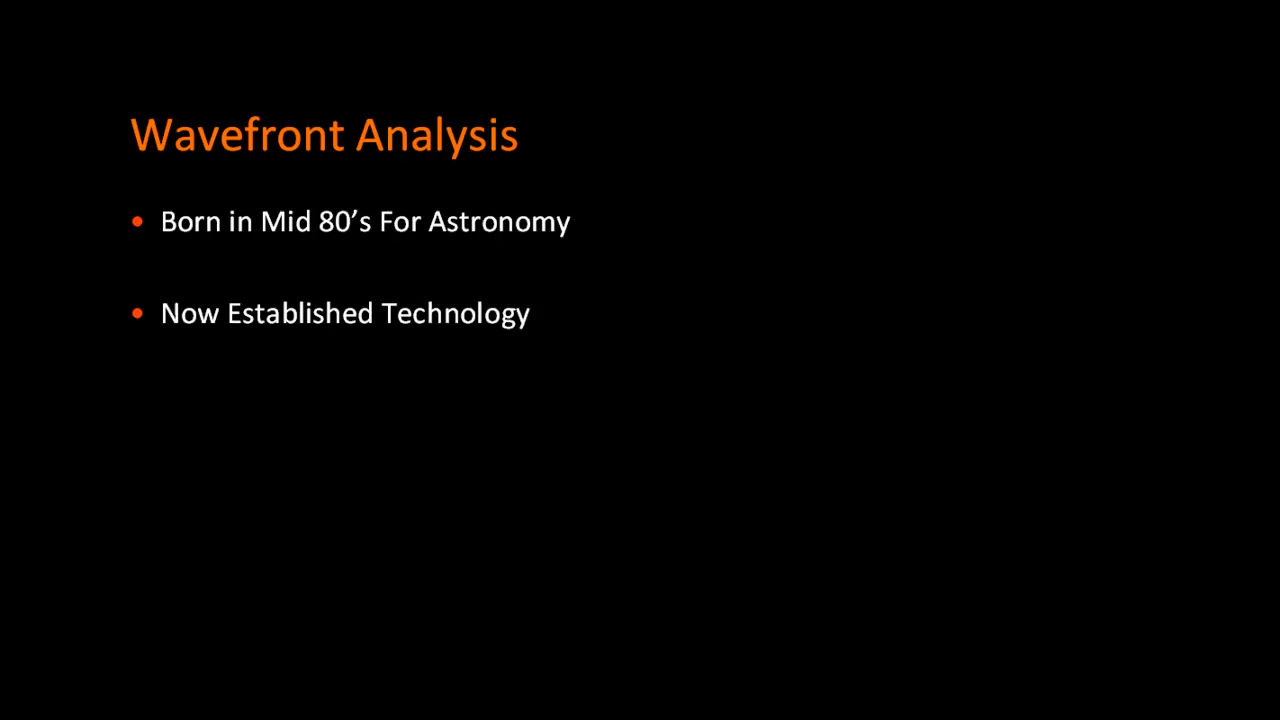 Wavefront Analysis
• Born in Mid 80’s For Astronomy
• Now Established Technology